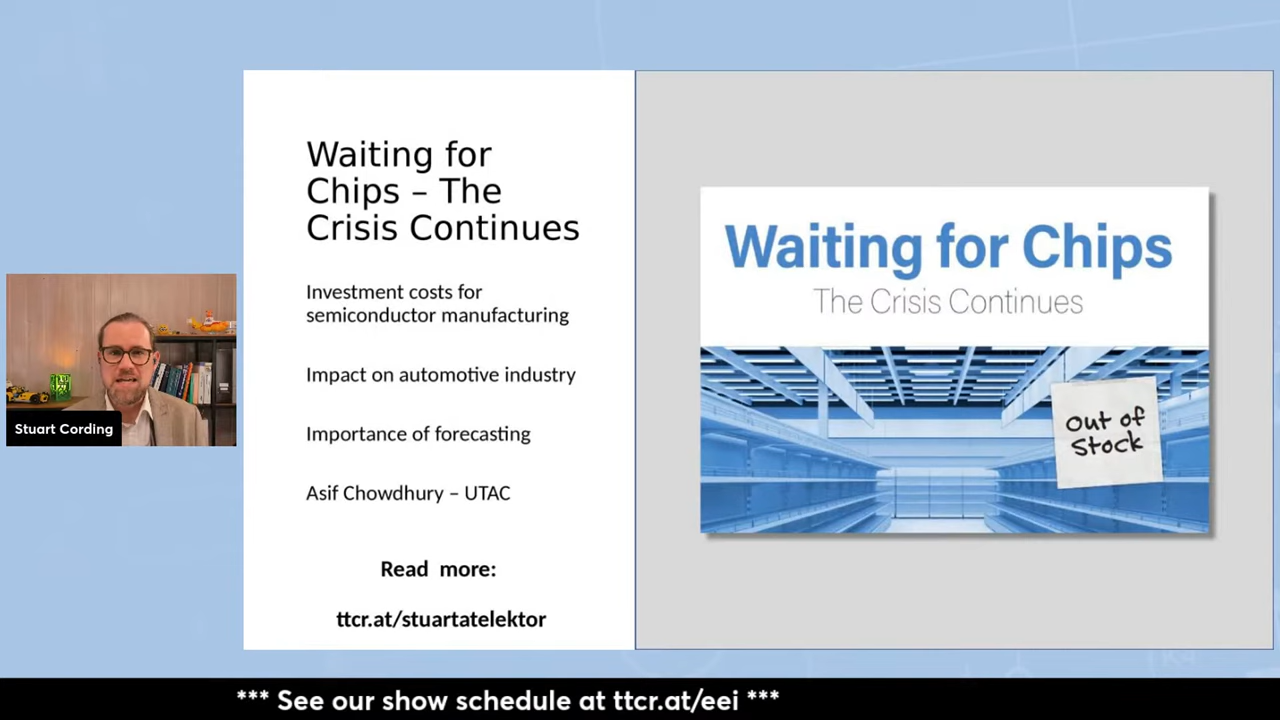 Waiting for
Chips – The
Crisis Continues
Investment costs for
semiconductor manufacturing
Impact on automotive industry
Importance of forecasting
Asif Chowdhury – UTAC
Read more:
ttcr.at/stuartatelektor
Waiting for Chips
The Crisis Continues
Out of
Stock
Stuart Cording
*** See our show schedule at ttcr.at/eei ***